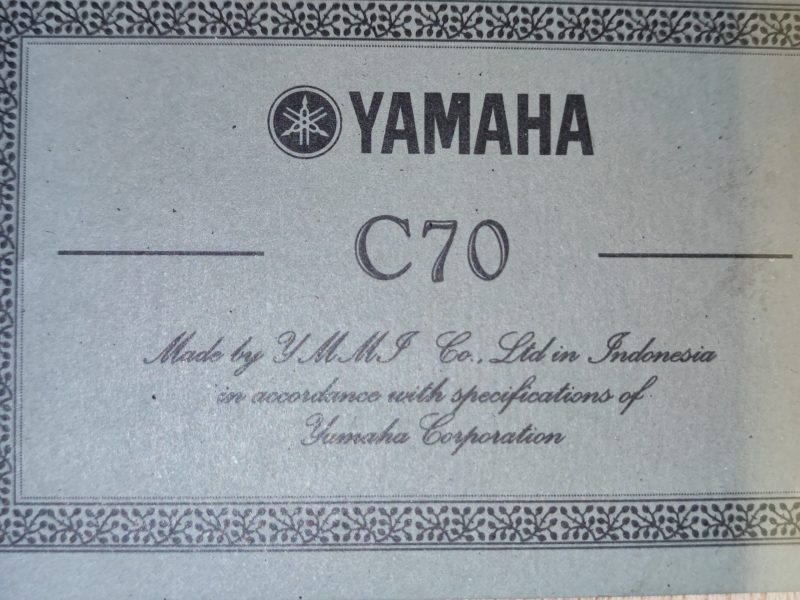 YAMAHA
C70
Made by YMMI Co., Ltd in Indonesia
in accordance with specifications of
Yamaha Corporation